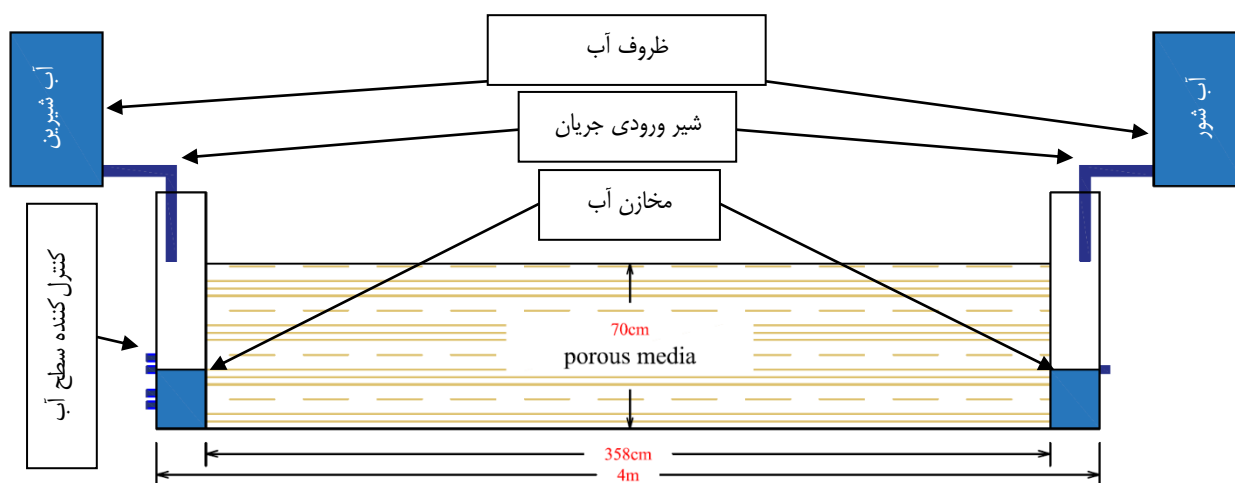 ظروف آب
آب شیرین
آب شور
شیر ورودی جریان
مخازن آب
کنترل کننده سطح آب
70cm
porous media
358cm
4m